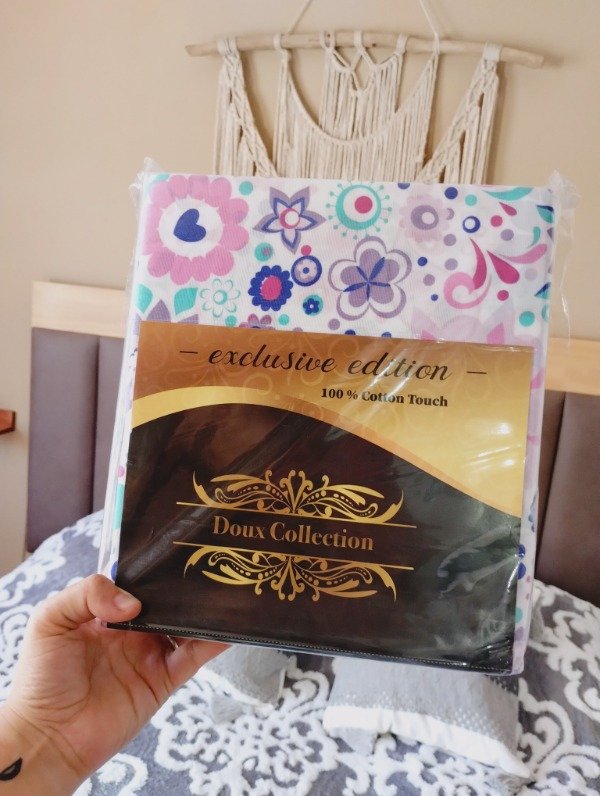 – exclusive edition –
100 % Cotton Touch
Doux Collection